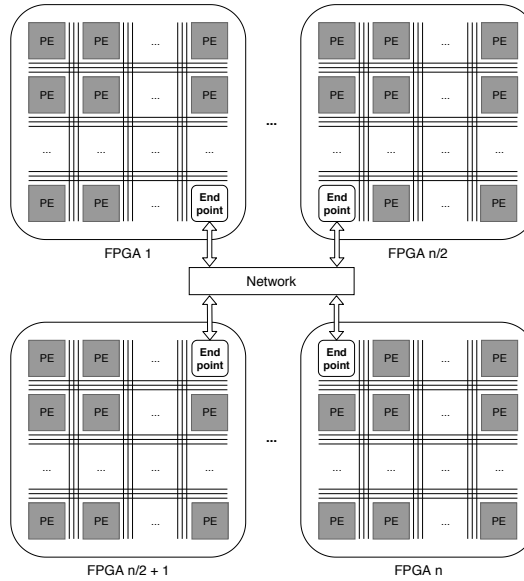 PE PE ... PE PE PE ... PE
PE PE ... PE PE PE ... PE
...
... ... ... ... ... ... ... ...
PE PE ... End point End point ... PE PE
FPGA 1 FPGA n/2
Network
PE PE ... End point End point PE ... PE
PE PE ... PE PE PE ... PE
...
... ... ... ... ... ... ... ...
PE PE ... PE PE PE ... PE
FPGA n/2 + 1 FPGA n